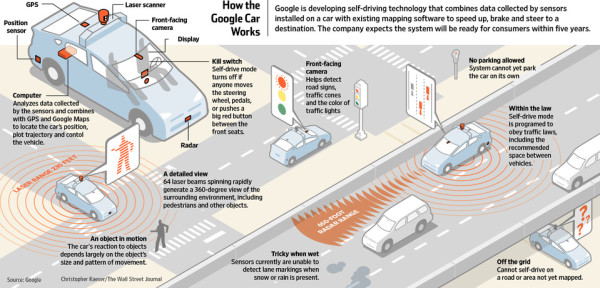 How the
Google Car
Works
Google is developing self-driving technology that combines data collected by sensors
installed on a car with existing mapping software to speed up, brake and steer to a
destination. The company expects the system will be ready for consumers within five years.
GPS
Laser scanner
Front-facing
camera
Display
Position
sensor
Kill switch
Self-drive mode
turns off if
anyone moves the
steering wheel, pedals,
or pushes a
big red button
between the
front seats.
Computer
Analyzes data collected
by the sensors and combines
with GPS and Google Maps
to locate the car's position,
plot trajectory and contol
the vehicle.
Radar
Front-facing
camera
Helps detect
road signs,
traffic cones
and the color of
traffic lights
No parking allowed
System cannot yet park
the car on its own
Within the law
Self-drive mode
is programed to
obey traffic laws,
including the
recommended
space between
vehicles.
LASER RANGE: 290 FEET
A detailed view
64 laser beams spinning rapidly
generate a 360-degree view of the
surrounding environment, including
pedestrians and other objects.
An object in motion
The car's reaction to objects
depends largely on the object's
size and pattern of movement.
650-FOOT
RADAR RANGE
Tricky when wet
Sensors currently are unable to
detect lane markings when
snow or rain is present.
? ? ?
Off the grid
Cannot self-drive on
a road or area not yet mapped.
Source: Google
Christopher Kaeser/The Wall Street Journal